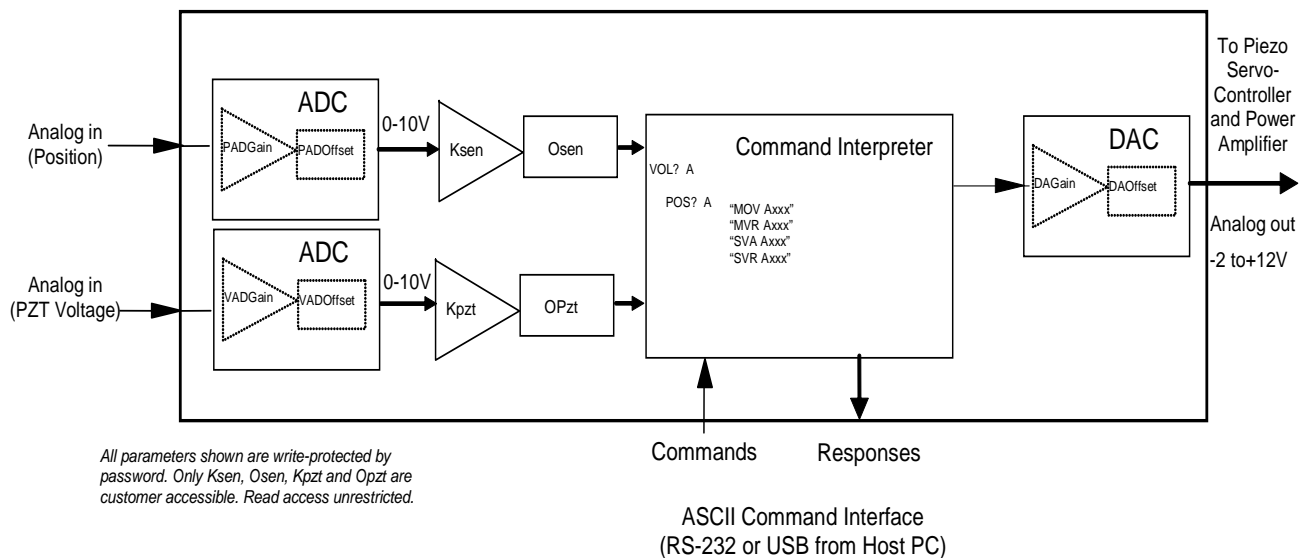 Analog in
(Position)
ADC
PADGain
PADOffset
0-10V
Ksen
Osen
Analog in
(PZT Voltage)
ADC
VADGain
VADOffset
0-10V
Kpzt
OPzt
Command Interpreter
VOL? A
POS? A
“MOV Axxx”
“MVR Axxx”
“SVA Axxx”
“SVR Axxx”
DAC
DAGain
DAOffset
To Piezo
Servo-
Controller
and Power
Amplifier
Analog out
-2 to+12V
Commands
Responses
All parameters shown are write-protected by
password. Only Ksen, Osen, Kpzt and Opzt are
customer accessible. Read access unrestricted.
ASCII Command Interface
(RS-232 or USB from Host PC)